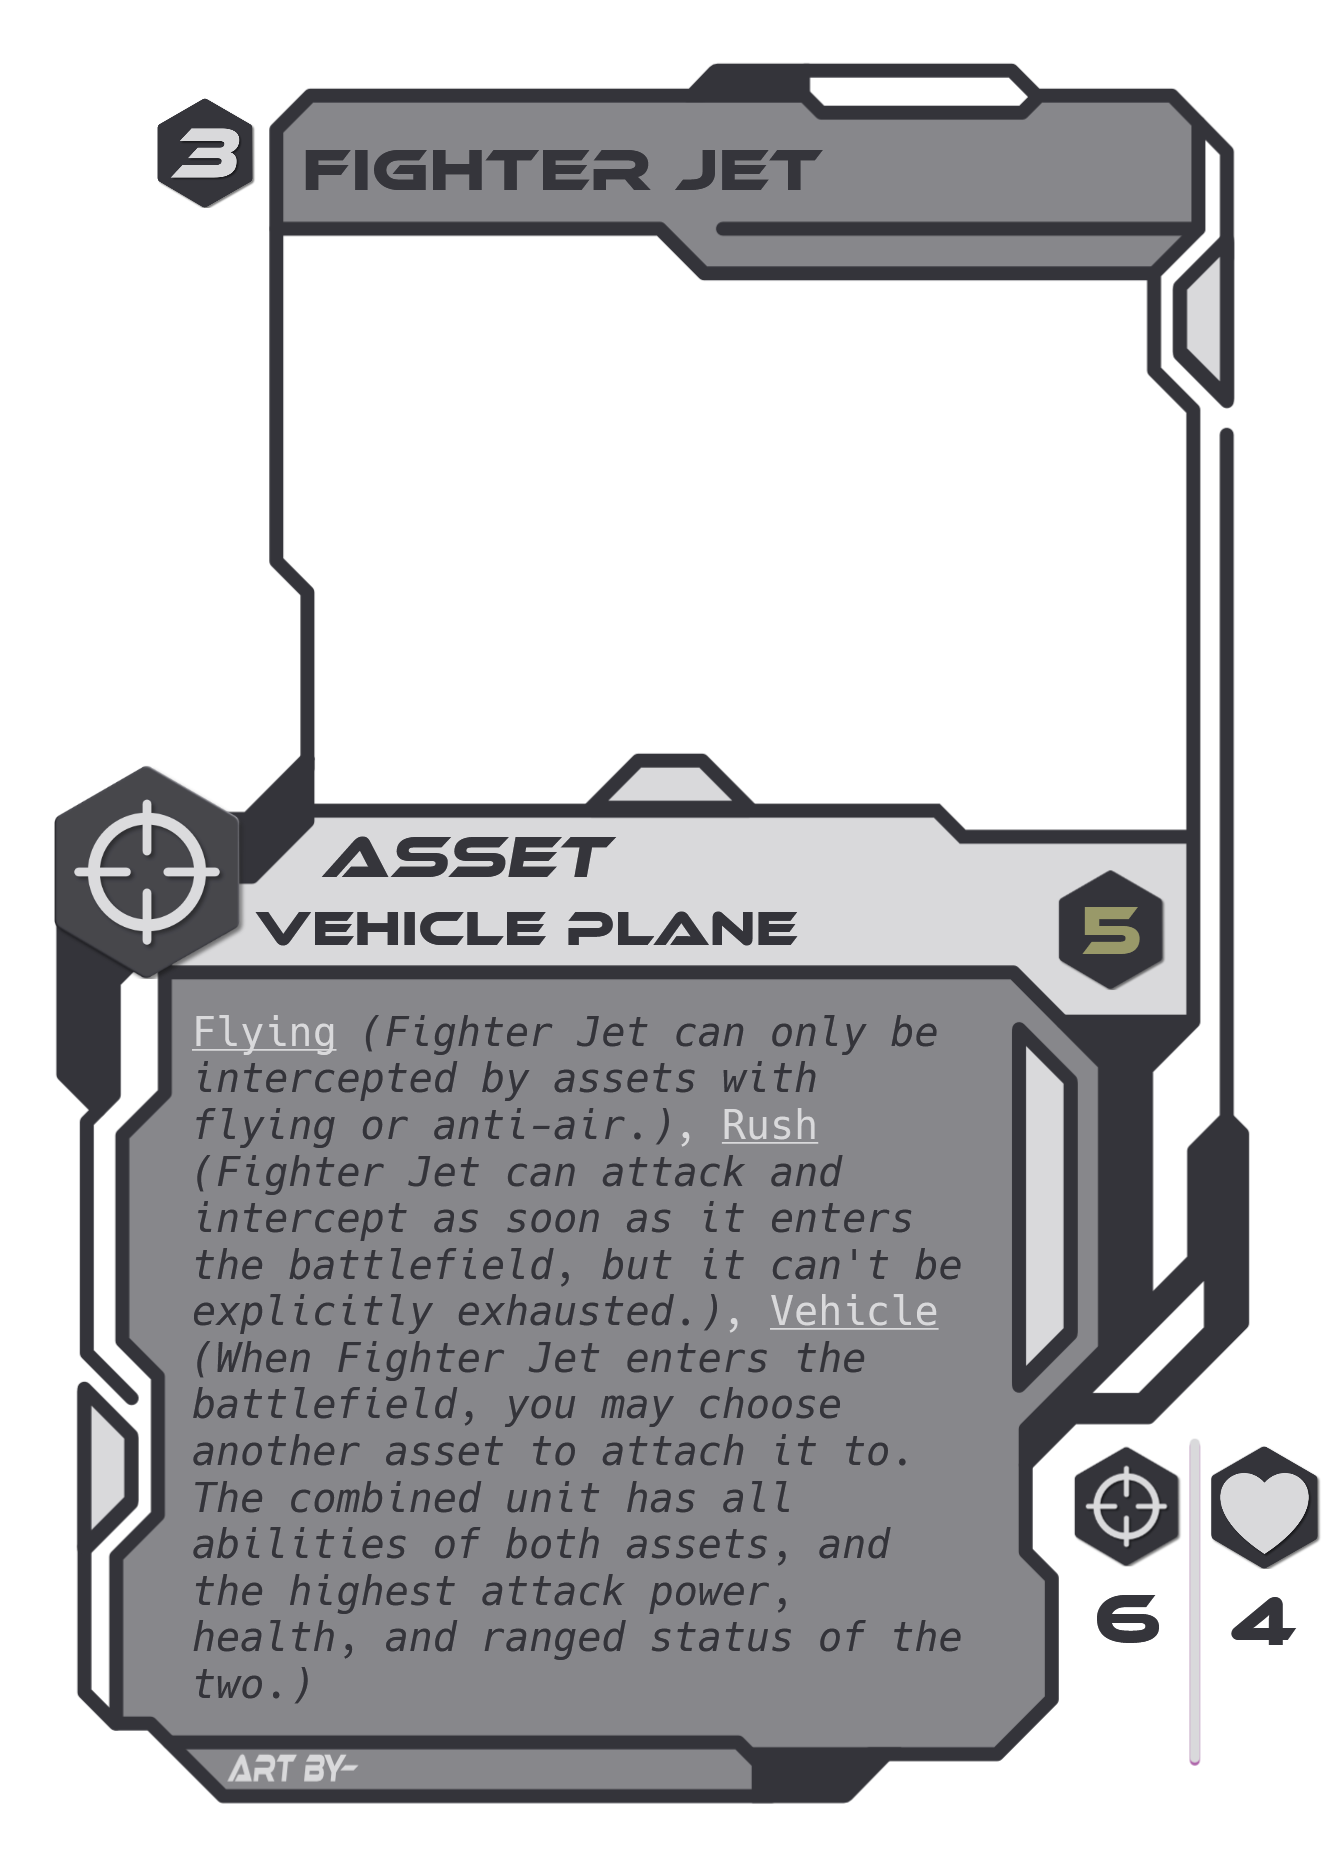 3
FIGHTER JET
ASSET
VEHICLE PLANE
5
Flying (Fighter Jet can only be
intercepted by assets with
flying or anti-air.), Rush
(Fighter Jet can attack and
intercept as soon as it enters
the battlefield, but it can't be
explicitly exhausted.), Vehicle
(When Fighter Jet enters the
battlefield, you may choose
another asset to attach it to.
The combined unit has all
abilities of both assets, and
the highest attack power,
health, and ranged status of the
two.)
6
4
ART BY-